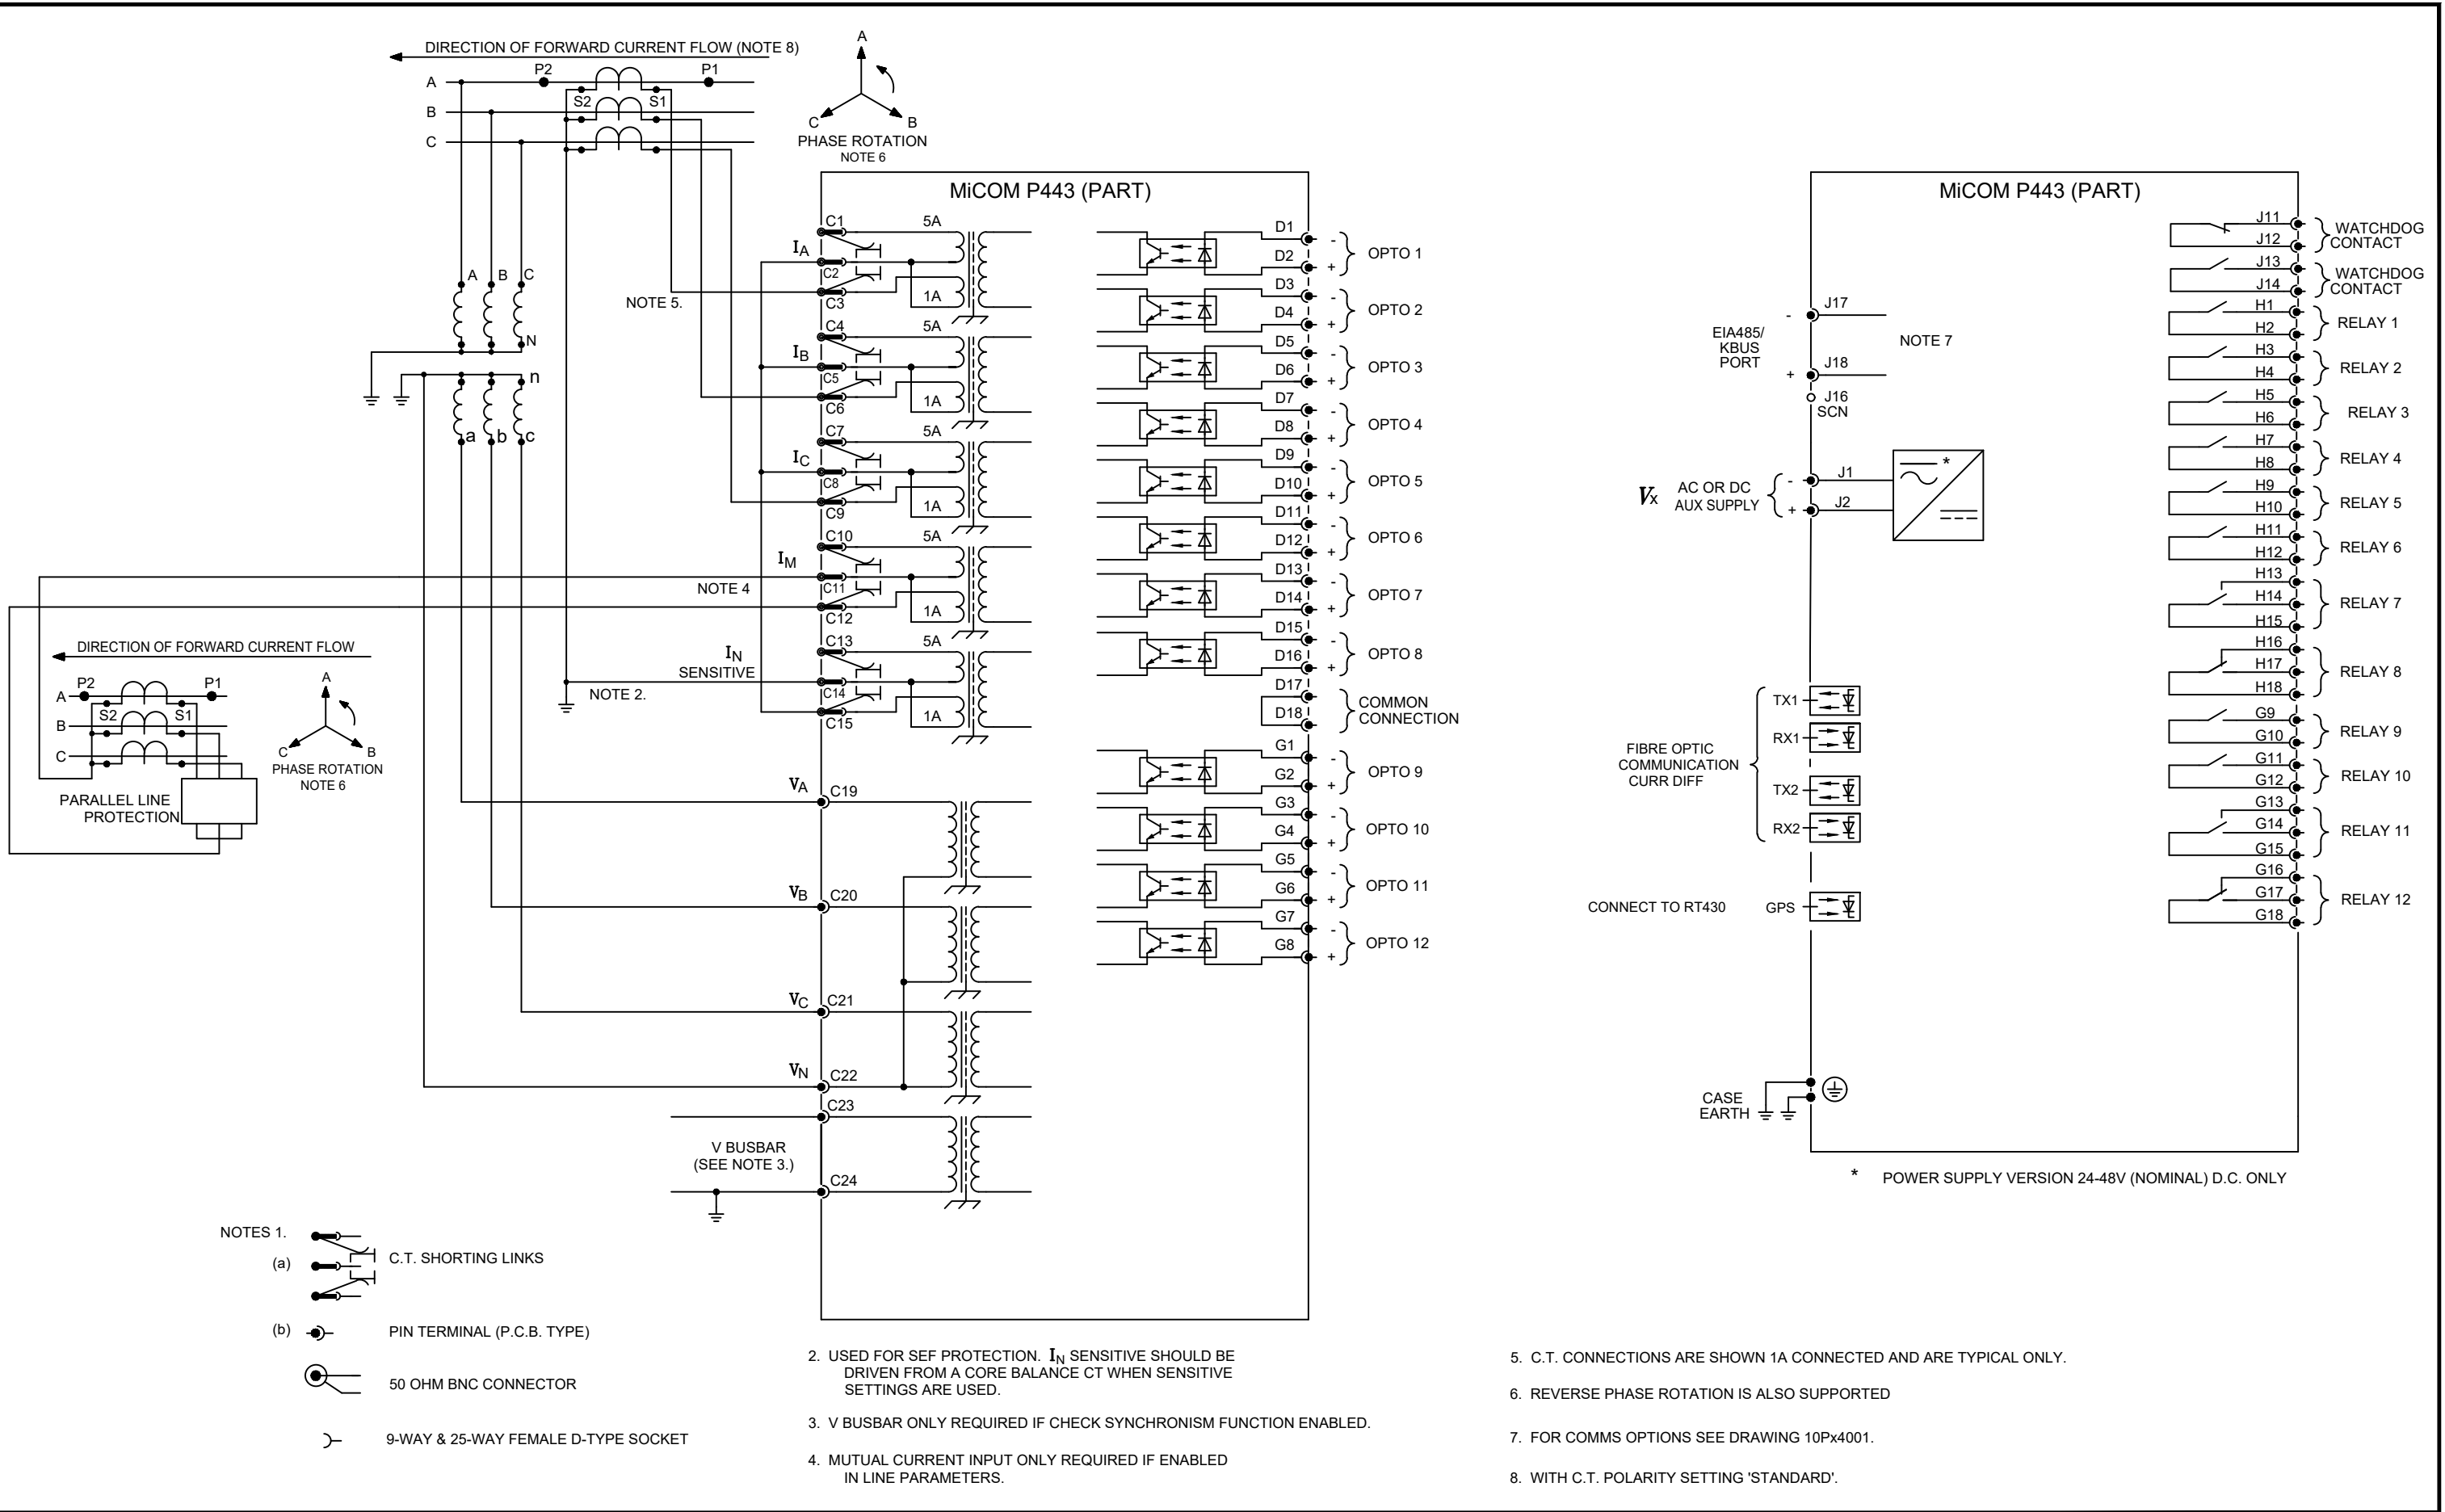 DIRECTION OF FORWARD CURRENT FLOW (NOTE 8)
A
P2
P1
S2
S1
B
C
A
C
B
PHASE ROTATION
NOTE 6
A
B
C
N
n
a
b
c
NOTE 5.
NOTE 4
NOTE 2.
DIRECTION OF FORWARD CURRENT FLOW
A
P2
P1
S2
S1
B
C
A
C
B
PHASE ROTATION
NOTE 6
PARALLEL LINE
PROTECTION
MiCOM P443 (PART)
C1
5A
IA
C2
C3
1A
C4
5A
IB
C5
C6
1A
C7
5A
IC
C8
C9
1A
C10
5A
IM
C11
C12
1A
C13
5A
IN
SENSITIVE
C14
C15
1A
VA
C19
VB
C20
VC
C21
VN
C22
C23
V BUSBAR
(SEE NOTE 3.)
C24
D1
-
D2
+
OPTO 1
D3
-
D4
+
OPTO 2
D5
-
D6
+
OPTO 3
D7
-
D8
+
OPTO 4
D9
-
D10
+
OPTO 5
D11
-
D12
+
OPTO 6
D13
-
D14
+
OPTO 7
D15
-
D16
+
OPTO 8
D17
D18
COMMON
CONNECTION
G1
-
G2
+
OPTO 9
G3
-
G4
+
OPTO 10
G5
-
G6
+
OPTO 11
G7
-
G8
+
OPTO 12
MiCOM P443 (PART)
- J17
EIA485/
KBUS
PORT
NOTE 7
+ J18
J16
SCN
Vx
AC OR DC
AUX SUPPLY
- J1
+ J2
*
TX1
RX1
FIBRE OPTIC
COMMUNICATION
CURR DIFF
TX2
RX2
CONNECT TO RT430
GPS
CASE
EARTH
J11
J12
WATCHDOG
CONTACT
J13
J14
WATCHDOG
CONTACT
H1
H2
RELAY 1
H3
H4
RELAY 2
H5
H6
RELAY 3
H7
H8
RELAY 4
H9
H10
RELAY 5
H11
H12
RELAY 6
H13
H14
H15
RELAY 7
H16
H17
H18
RELAY 8
G9
G10
RELAY 9
G11
G12
RELAY 10
G13
G14
G15
RELAY 11
G16
G17
G18
RELAY 12
* POWER SUPPLY VERSION 24-48V (NOMINAL) D.C. ONLY
NOTES 1.
(a)
C.T. SHORTING LINKS
(b)
PIN TERMINAL (P.C.B. TYPE)
50 OHM BNC CONNECTOR
9-WAY & 25-WAY FEMALE D-TYPE SOCKET
2. USED FOR SEF PROTECTION. IN SENSITIVE SHOULD BE
DRIVEN FROM A CORE BALANCE CT WHEN SENSITIVE
SETTINGS ARE USED.
3. V BUSBAR ONLY REQUIRED IF CHECK SYNCHRONISM FUNCTION ENABLED.
4. MUTUAL CURRENT INPUT ONLY REQUIRED IF ENABLED
IN LINE PARAMETERS.
5. C.T. CONNECTIONS ARE SHOWN 1A CONNECTED AND ARE TYPICAL ONLY.
6. REVERSE PHASE ROTATION IS ALSO SUPPORTED
7. FOR COMMS OPTIONS SEE DRAWING 10Px4001.
8. WITH C.T. POLARITY SETTING 'STANDARD'.